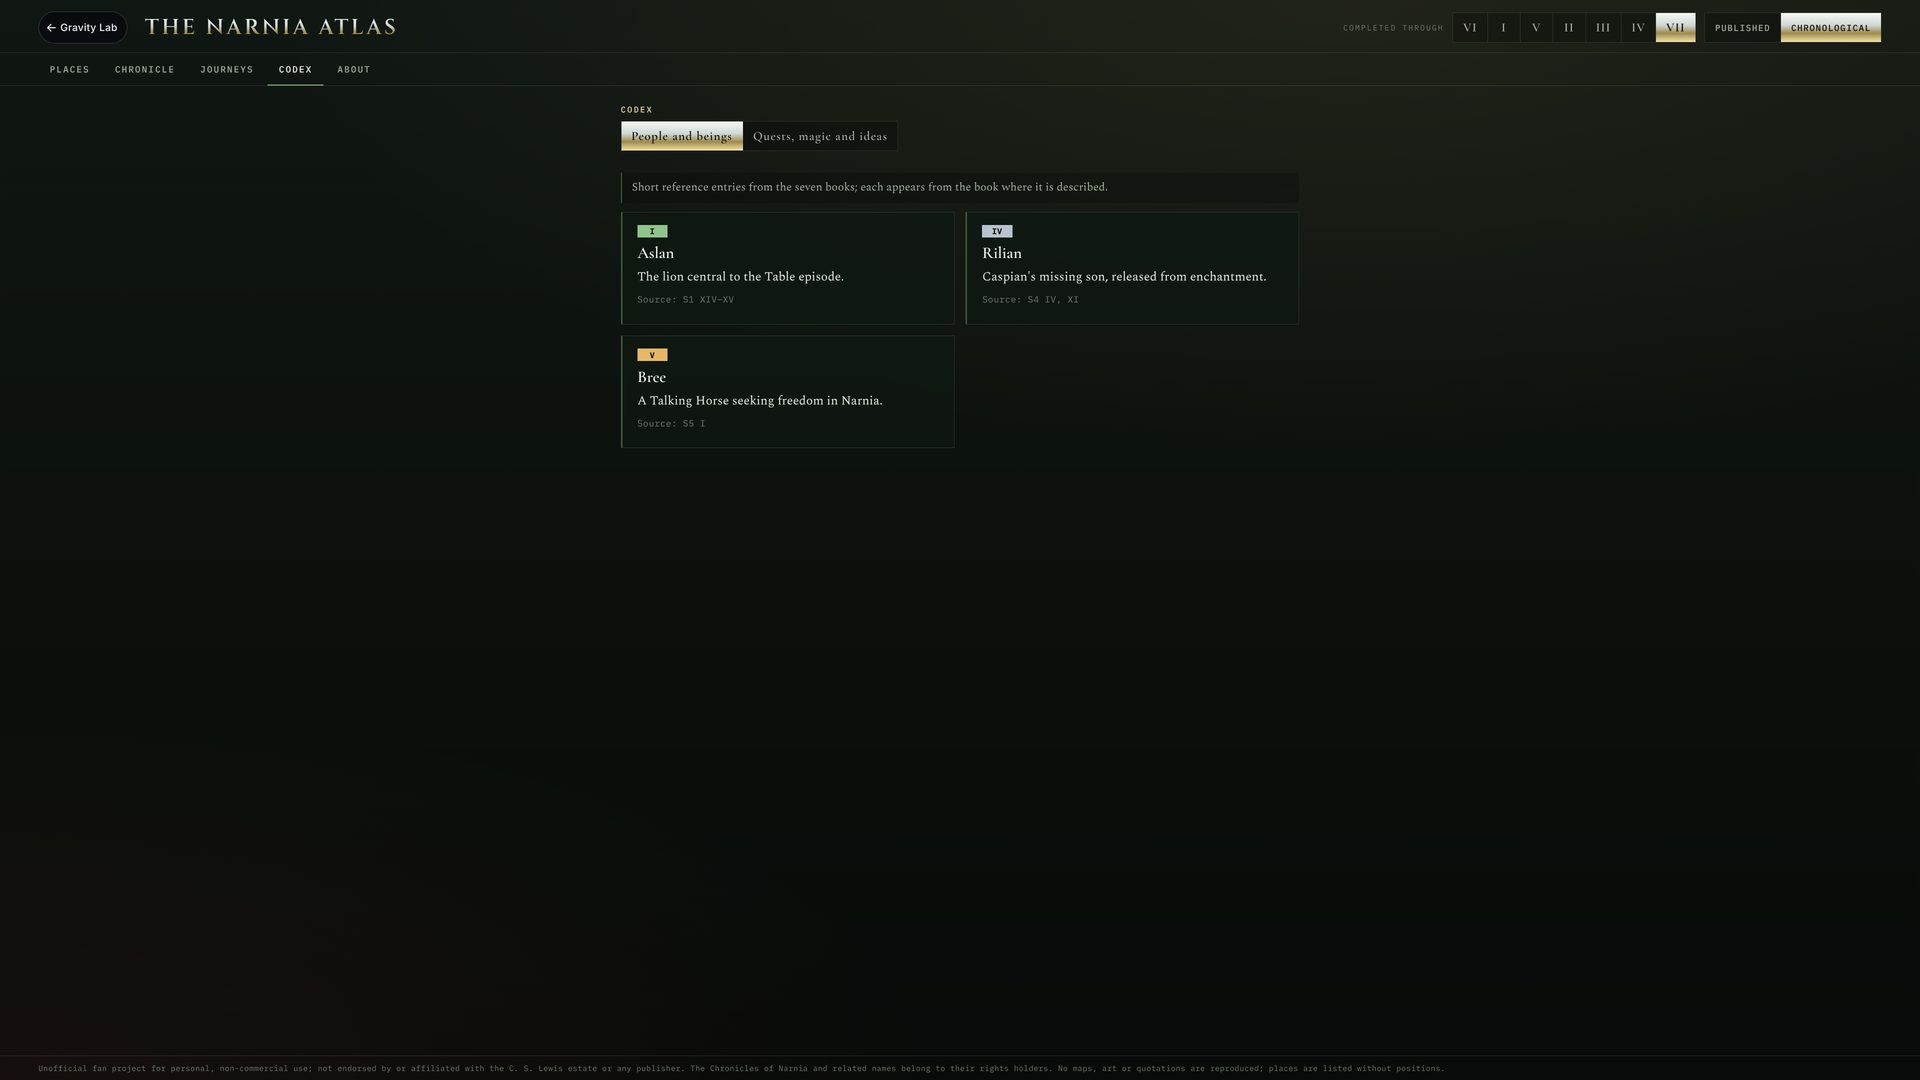 ← Gravity Lab
THE NARNIA ATLAS
COMPLETED THROUGH
VI I V II III IV VII
PUBLISHED CHRONOLOGICAL
PLACES CHRONICLE JOURNEYS CODEX ABOUT
CODEX
People and beings Quests, magic and ideas
Short reference entries from the seven books; each appears from the book where it is described.
I
Aslan
The lion central to the Table episode.
Source: S1 XIV–XV
IV
Rilian
Caspian's missing son, released from enchantment.
Source: S4 IV, XI
V
Bree
A Talking Horse seeking freedom in Narnia.
Source: S5 I
Unofficial fan project for personal, non-commercial use; not endorsed by or affiliated with the C. S. Lewis estate or any publisher. The Chronicles of Narnia and related names belong to their rights holders. No maps, art or quotations are reproduced; places are listed without positions.